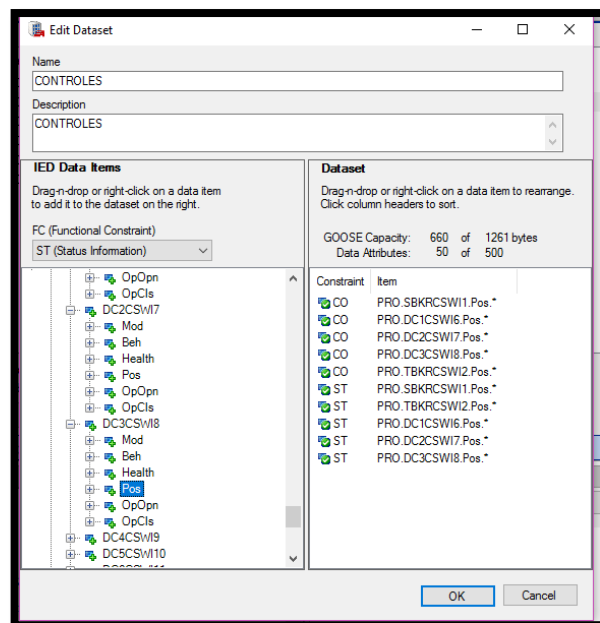 Edit Dataset
Name
CONTROLES
Description
CONTROLES
IED Data Items
Drag-n-drop or right-click on a data item
to add it to the dataset on the right.
FC (Functional Constraint)
ST (Status Information)
OpOpn
OpCls
DC2CSWI7
Mod
Beh
Health
Pos
OpOpn
OpCls
DC3CSWI8
Mod
Beh
Health
Pos
OpOpn
OpCls
DC4CSWI9
DC5CSWI10
Dataset
Drag-n-drop or right-click on a data item to rearrange.
Click column headers to sort.
GOOSE Capacity: 660 of 1261 bytes
Data Attributes: 50 of 500
Constraint Item
CO PRO.SBKRCSWI1.Pos.*
CO PRO.DC1CSWI6.Pos.*
CO PRO.DC2CSWI7.Pos.*
CO PRO.DC3CSWI8.Pos.*
CO PRO.TBKRCSWI2.Pos.*
ST PRO.SBKRCSWI1.Pos.*
ST PRO.TBKRCSWI2.Pos.*
ST PRO.DC1CSWI6.Pos.*
ST PRO.DC2CSWI7.Pos.*
ST PRO.DC3CSWI8.Pos.*
OK Cancel